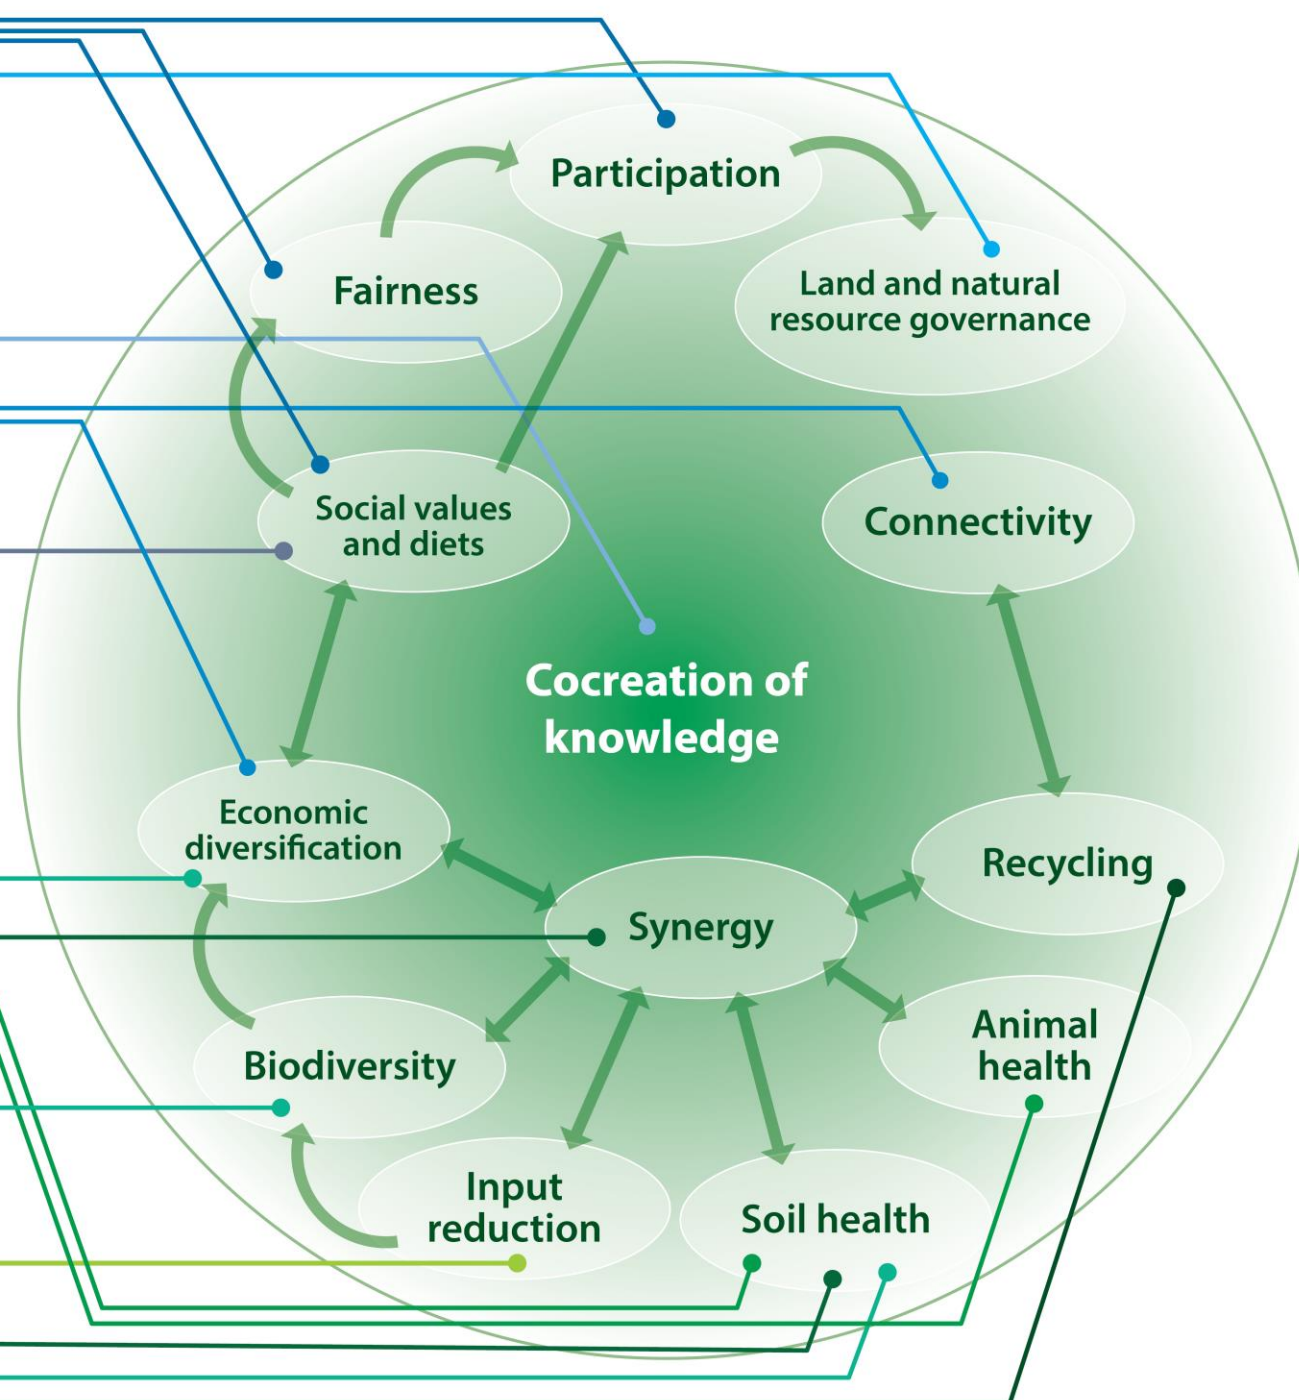 Participation
Fairness
Land and natural
resource governance
Social values
and diets
Connectivity
Cocreation of
knowledge
Economic
diversification
Recycling
Synergy
Animal
health
Biodiversity
Input
reduction
Soil health